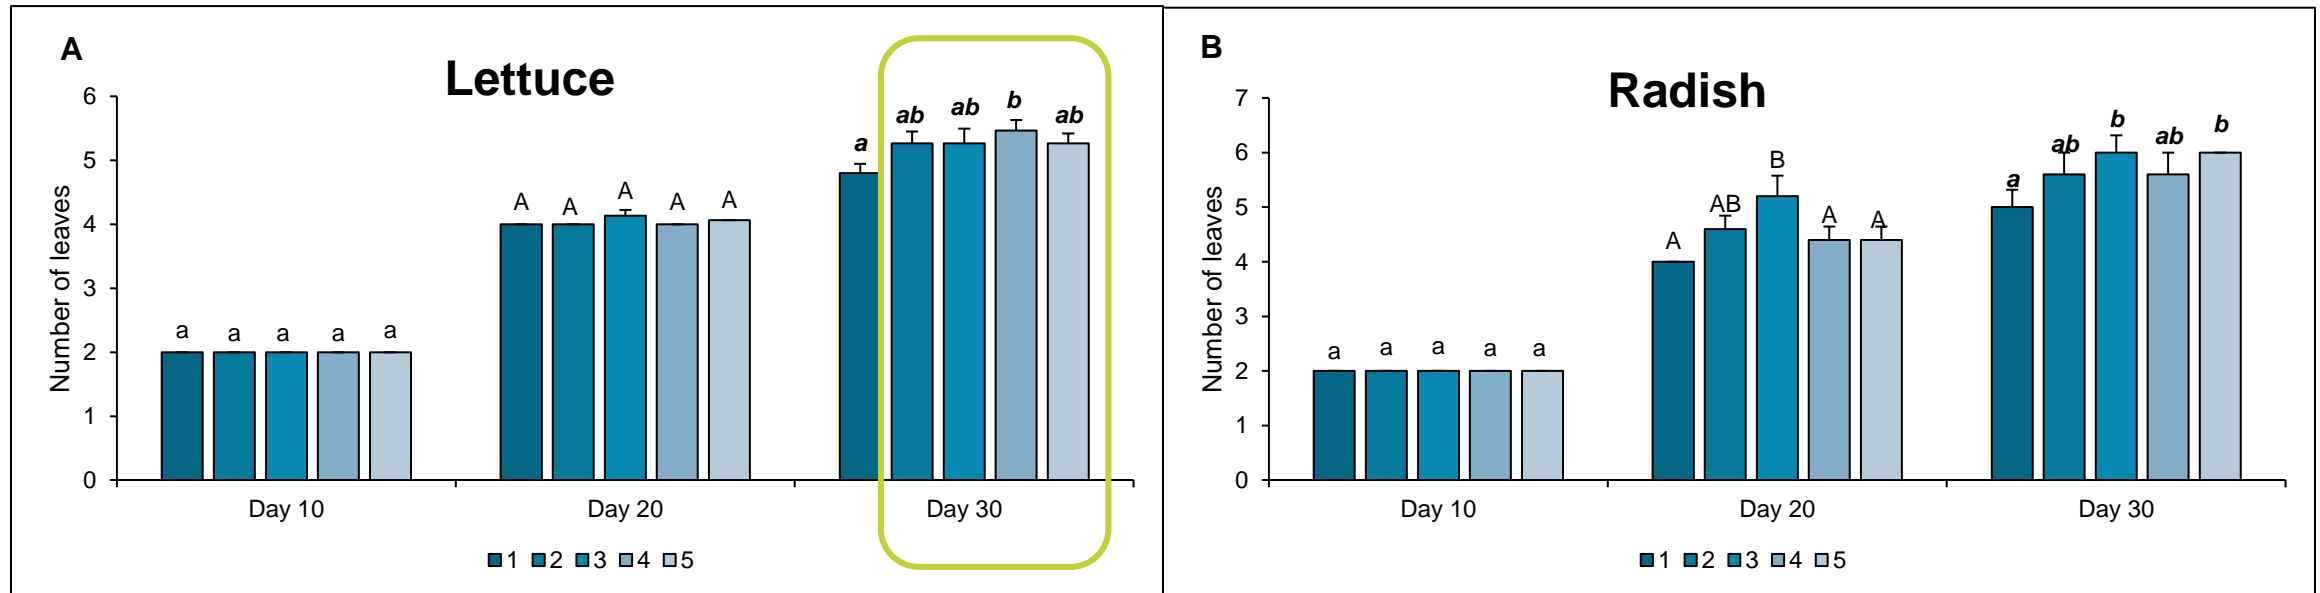 A
Lettuce
Number of leaves
6
5
4
3
2
1
0
a a a a a
A A A A A
a ab ab b ab
Day 10 Day 20 Day 30
1 2 3 4 5
B
Radish
Number of leaves
7
6
5
4
3
2
1
0
a a a a a
A AB B A A
a ab b ab b
Day 10 Day 20 Day 30
1 2 3 4 5